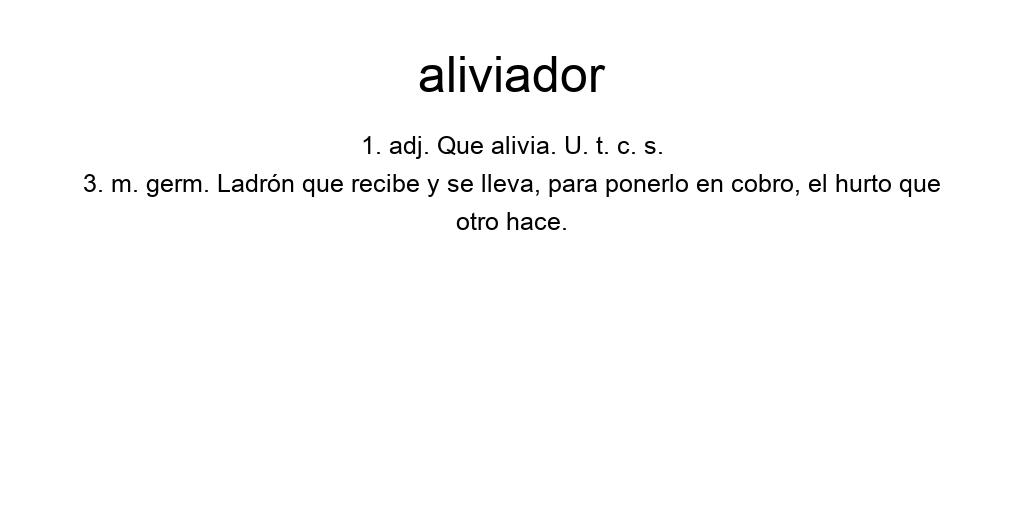 aliviador
1. adj. Que alivia. U. t. c. s.
3. m. germ. Ladrón que recibe y se lleva, para ponerlo en cobro, el hurto que
otro hace.